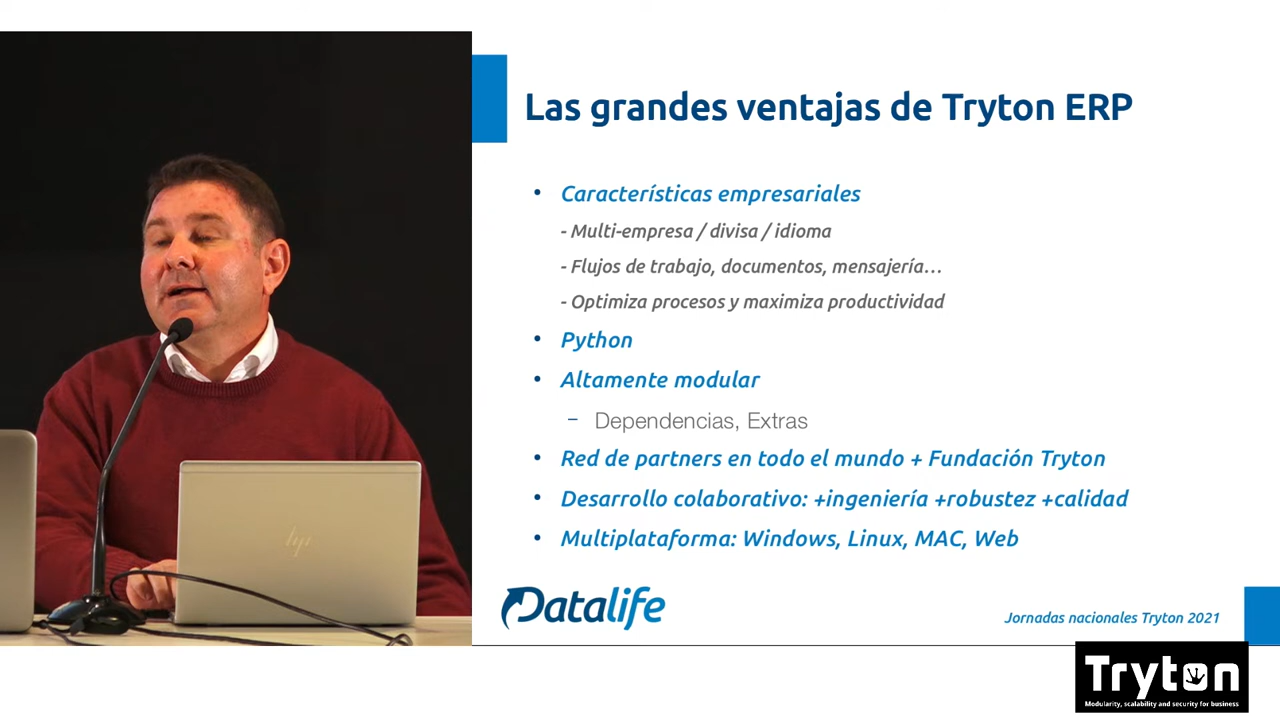 Las grandes ventajas de Tryton ERP
• Características empresariales
- Multi-empresa / divisa / idioma
- Flujos de trabajo, documentos, mensajería...
- Optimiza procesos y maximiza productividad
• Python
• Altamente modular
– Dependencias, Extras
• Red de partners en todo el mundo + Fundación Tryton
• Desarrollo colaborativo: +ingeniería +robustez +calidad
• Multiplataforma: Windows, Linux, MAC, Web
hp
Datalife
Jornadas nacionales Tryton 2021
Tryton
Modularity, scalability and security for business